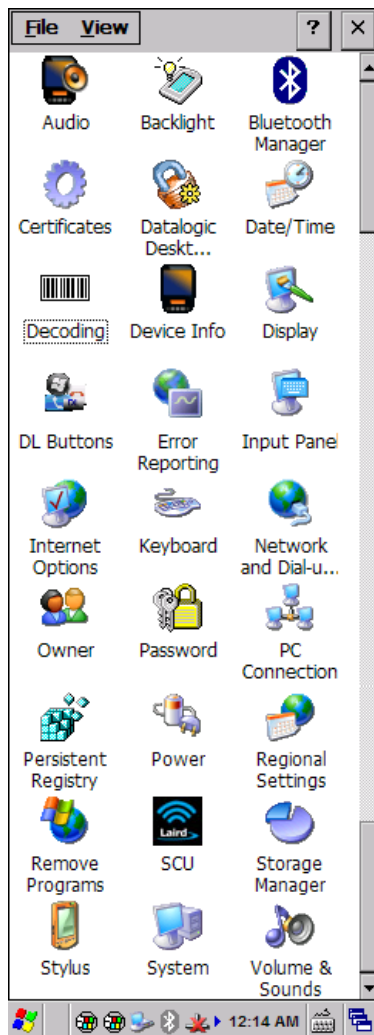 File View ? ×
Audio Backlight Bluetooth
Manager
Certificates Datalogic Date/Time
Deskt...
Decoding Device Info Display
DL Buttons Error Input Panel
Reporting
Internet Keyboard Network
Options and Dial-u...
Owner Password PC
Connection
Persistent Power Regional
Registry Settings
Laird
Remove SCU Storage
Programs Manager
Stylus System Volume &
Sounds
12:14 AM